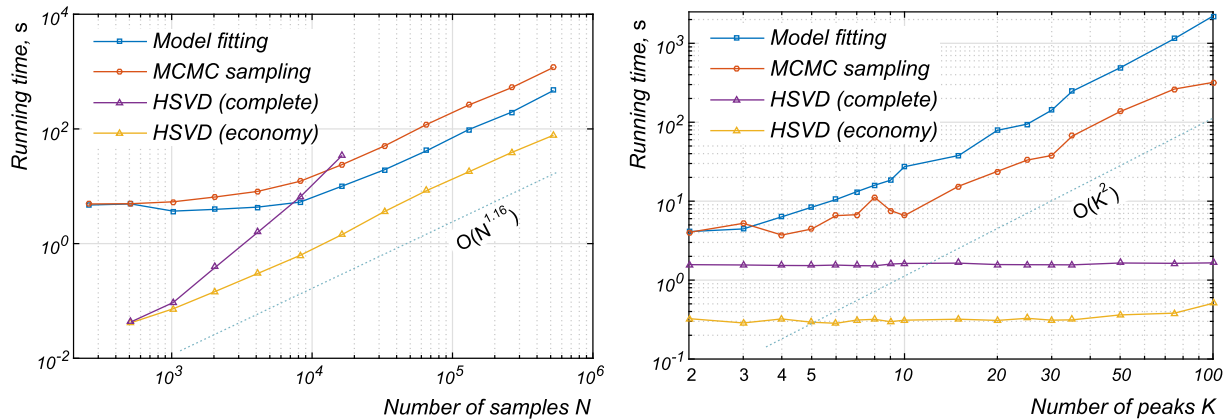 Running time, s
10^4
10^2
10^0
10^-2
Model fitting
MCMC sampling
HSVD (complete)
HSVD (economy)
O(N^1.16)
10^3
10^4
10^5
10^6
Number of samples N
Running time, s
10^3
10^2
10^1
10^0
10^-1
Model fitting
MCMC sampling
HSVD (complete)
HSVD (economy)
O(K^2)
2 3 4 5 10 20 30 50 100
Number of peaks K